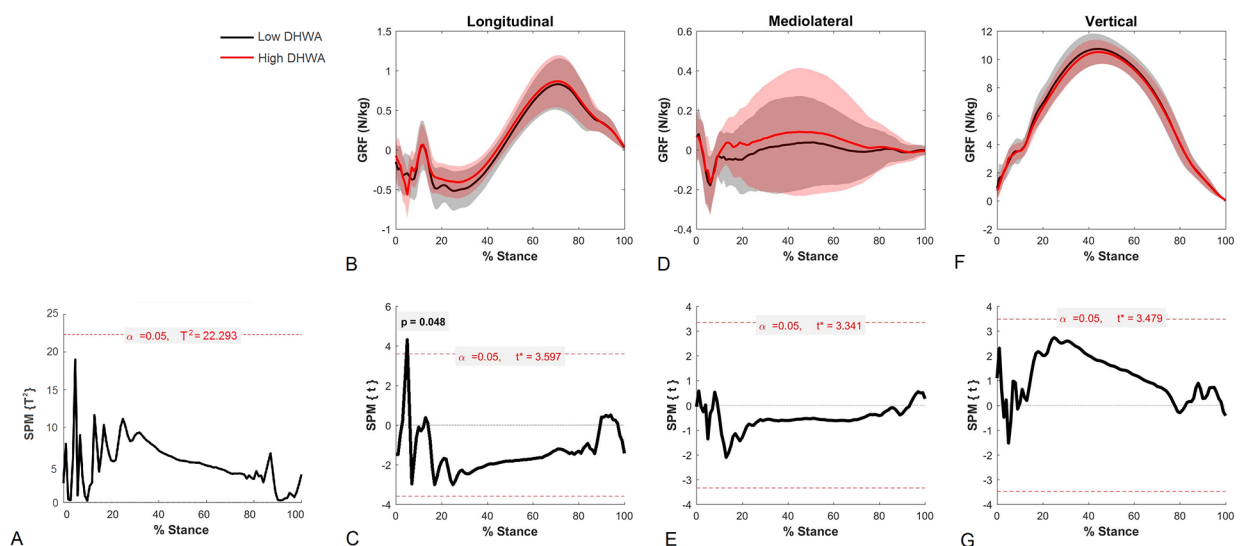 Low DHWA
High DHWA
Longitudinal
GRF (N/kg)
1.5
1
0.5
0
-0.5
-1
0 20 40 60 80 100
% Stance
B
Mediolateral
GRF (N/kg)
0.6
0.4
0.2
0
-0.2
0.4
0 20 40 60 80 100
% Stance
D
Vertical
GRF (N/kg)
12
10
8
6
4
2
0
-2
0 20 40 60 80 100
% Stance
F
SPM {T²}
25
20
15
10
5
0
α =0.05, T² = 22.293
0 20 40 60 80 100
% Stance
A
SPM { t }
6
4
2
0
-2
-4
p = 0.048
α =0.05, t* = 3.597
0 20 40 60 80 100
% Stance
C
SPM { t }
4
3
2
1
0
-1
-2
-3
-4
α =0.05, t* = 3.341
0 20 40 60 80 100
% Stance
E
SPM { t }
4
3
2
1
0
-1
-2
-3
-4
α =0.05, t* = 3.479
0 20 40 60 80 100
% Stance
G